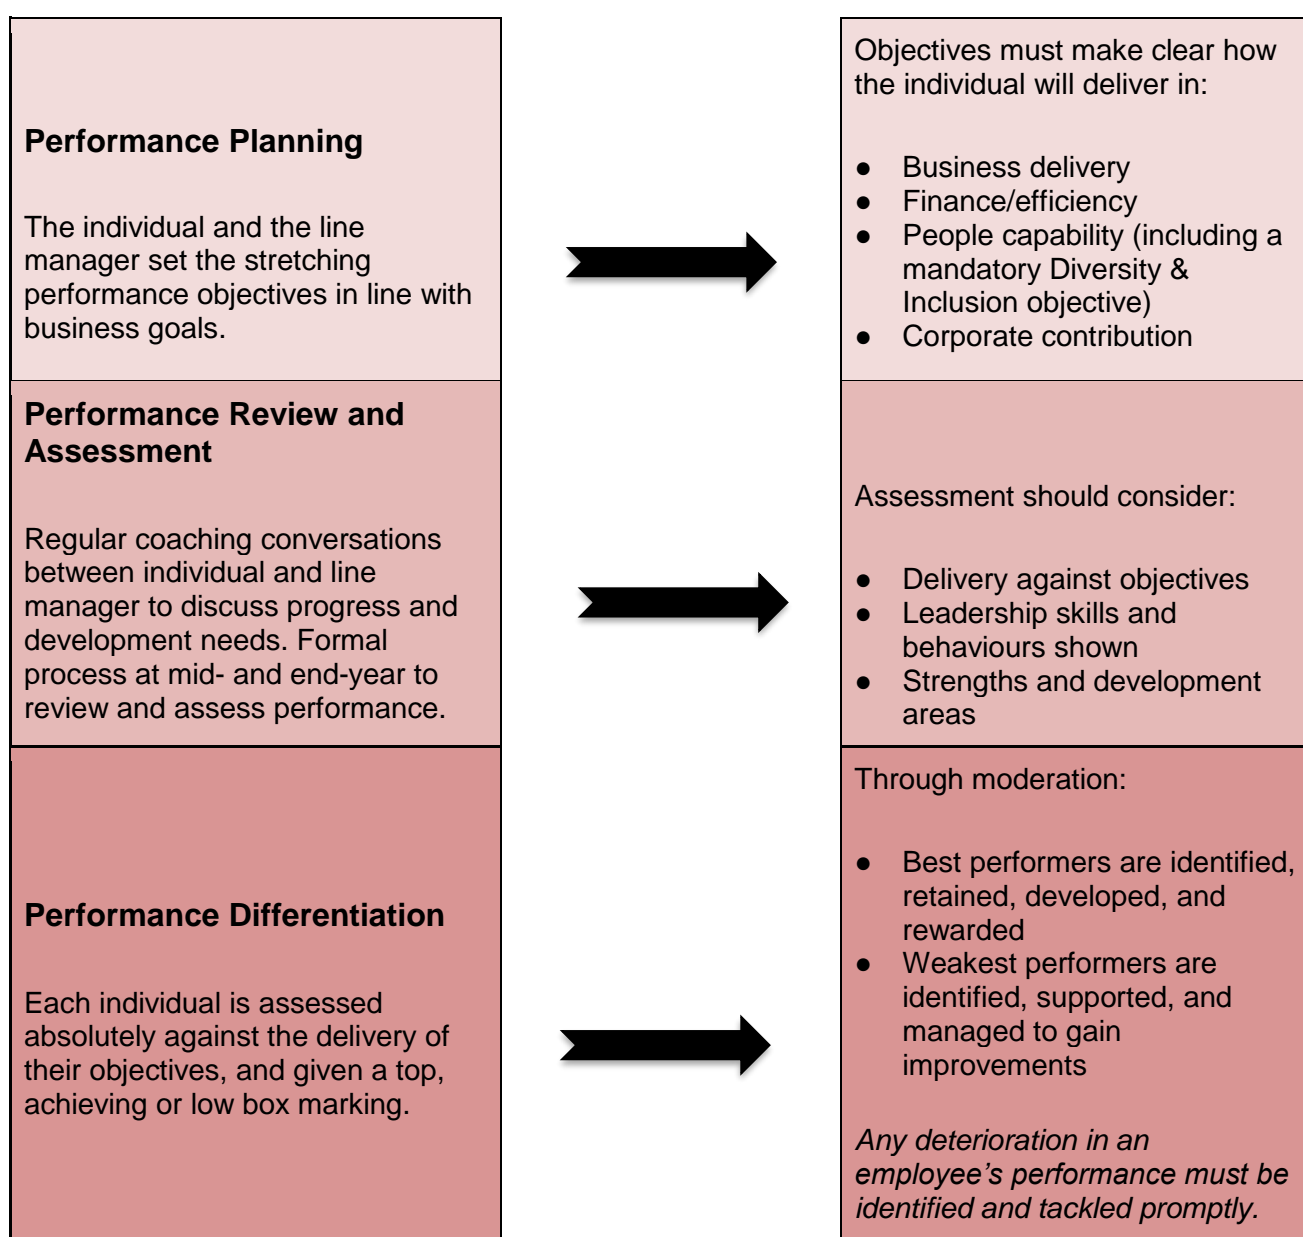 Performance Planning
The individual and the line
manager set the stretching
performance objectives in line with
business goals.
Objectives must make clear how
the individual will deliver in:
● Business delivery
● Finance/efficiency
● People capability (including a
mandatory Diversity &
Inclusion objective)
● Corporate contribution
Performance Review and
Assessment
Regular coaching conversations
between individual and line
manager to discuss progress and
development needs. Formal
process at mid- and end-year to
review and assess performance.
Assessment should consider:
● Delivery against objectives
● Leadership skills and
behaviours shown
● Strengths and development
areas
Performance Differentiation
Each individual is assessed
absolutely against the delivery of
their objectives, and given a top,
achieving or low box marking.
Through moderation:
● Best performers are identified,
retained, developed, and
rewarded
● Weakest performers are
identified, supported, and
managed to gain
improvements
Any deterioration in an
employee’s performance must be
identified and tackled promptly.